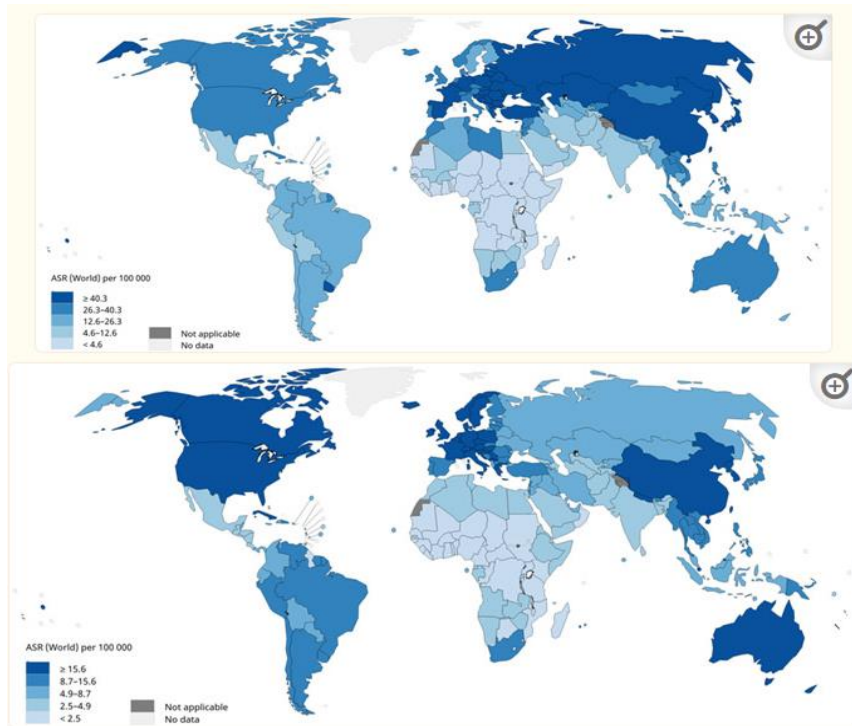 ASR (World) per 100 000
≥ 40.3
26.3–40.3
12.6–26.3
4.6–12.6
< 4.6
Not applicable
No data
ASR (World) per 100 000
≥ 15.6
8.7–15.6
4.9–8.7
2.5–4.9
< 2.5
Not applicable
No data